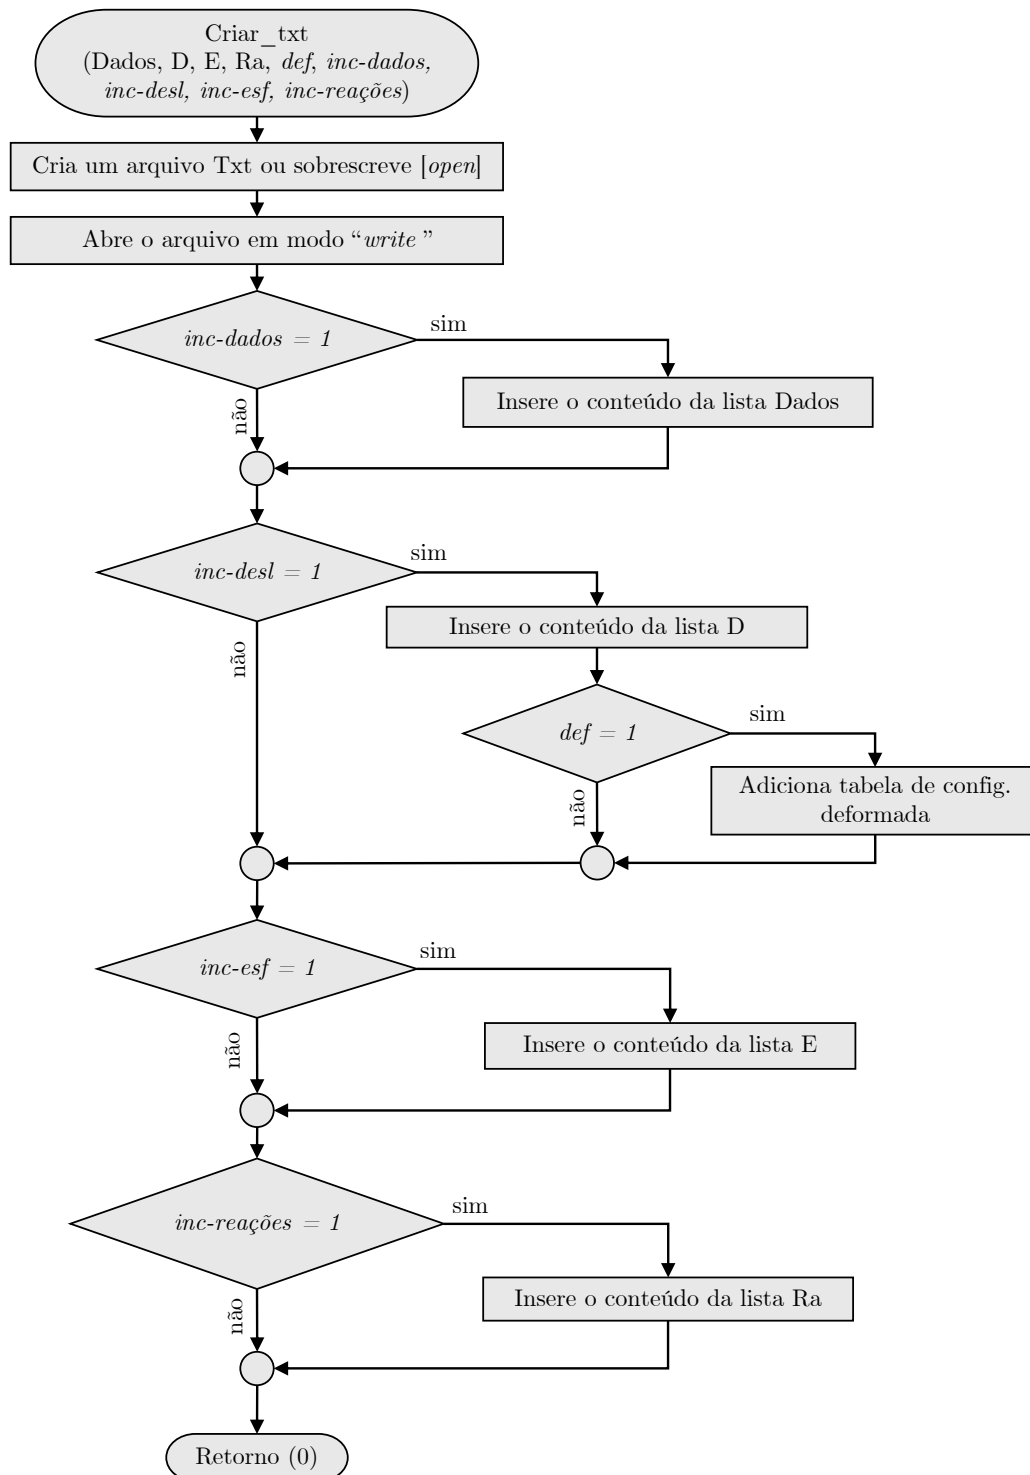 Criar_txt
(Dados, D, E, Ra, def, inc-dados,
inc-desl, inc-esf, inc-reações)
Cria um arquivo Txt ou sobrescreve [open]
Abre o arquivo em modo “write ”
inc-dados = 1
sim
não
Insere o conteúdo da lista Dados
inc-desl = 1
sim
não
Insere o conteúdo da lista D
def = 1
sim
não
Adiciona tabela de config.
deformada
inc-esf = 1
sim
não
Insere o conteúdo da lista E
inc-reações = 1
sim
não
Insere o conteúdo da lista Ra
Retorno (0)